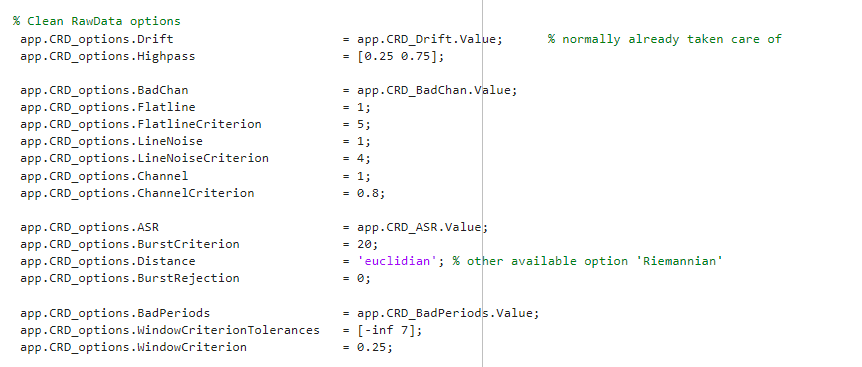 % Clean RawData options
app.CRD_options.Drift = app.CRD_Drift.Value; % normally already taken care of
app.CRD_options.Highpass = [0.25 0.75];
app.CRD_options.BadChan = app.CRD_BadChan.Value;
app.CRD_options.Flatline = 1;
app.CRD_options.FlatlineCriterion = 5;
app.CRD_options.LineNoise = 1;
app.CRD_options.LineNoiseCriterion = 4;
app.CRD_options.Channel = 1;
app.CRD_options.ChannelCriterion = 0.8;
app.CRD_options.ASR = app.CRD_ASR.Value;
app.CRD_options.BurstCriterion = 20;
app.CRD_options.Distance = 'euclidian'; % other available option 'Riemannian'
app.CRD_options.BurstRejection = 0;
app.CRD_options.BadPeriods = app.CRD_BadPeriods.Value;
app.CRD_options.WindowCriterionTolerances = [-inf 7];
app.CRD_options.WindowCriterion = 0.25;